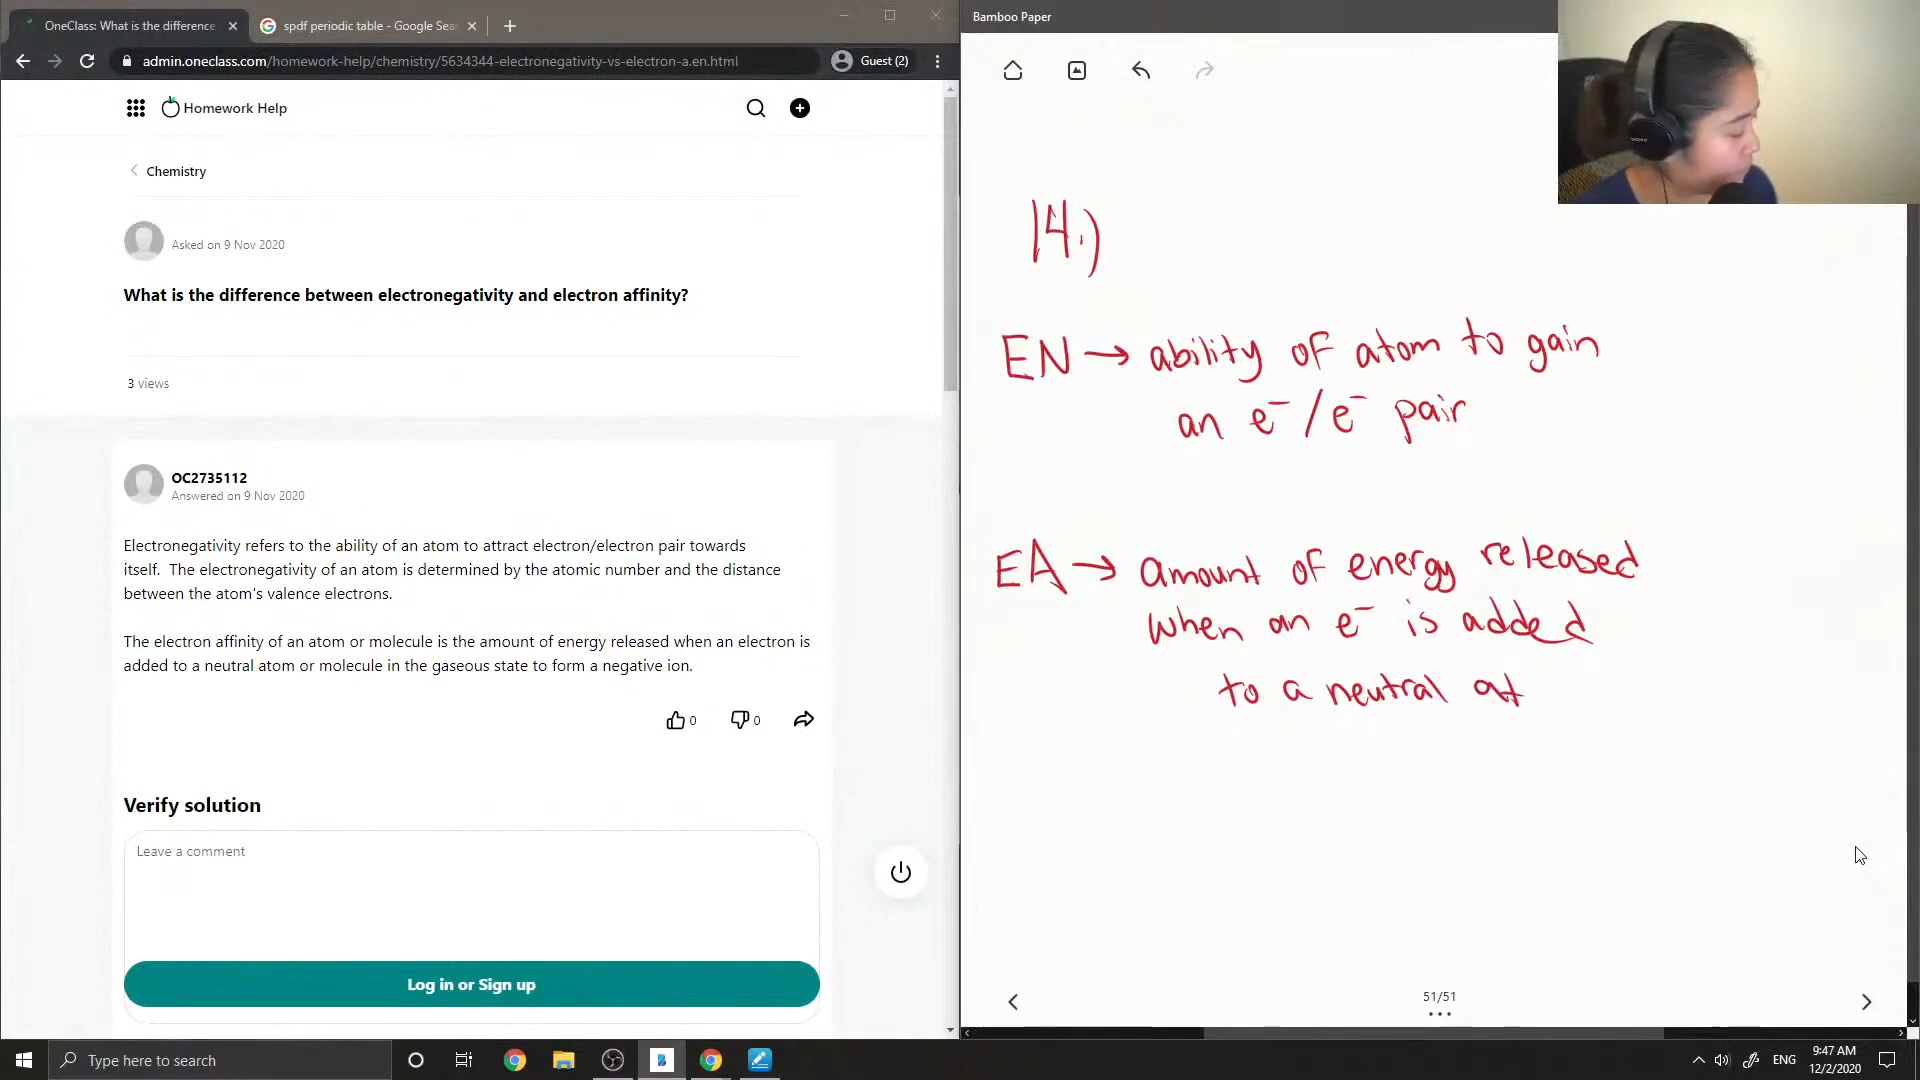 OneClass: What is the difference
spdf periodic table - Google Sea
admin.oneclass.com/homework-help/chemistry/5634344-electronegativity-vs-electron-a.en.html
Guest (2)
Homework Help
Chemistry
Asked on 9 Nov 2020
What is the difference between electronegativity and electron affinity?
3 views
OC2735112
Answered on 9 Nov 2020
Electronegativity refers to the ability of an atom to attract electron/electron pair towards
itself. The electronegativity of an atom is determined by the atomic number and the distance
between the atom's valence electrons.
The electron affinity of an atom or molecule is the amount of energy released when an electron is
added to a neutral atom or molecule in the gaseous state to form a negative ion.
0
0
Verify solution
Leave a comment
Log in or Sign up
Bamboo Paper
14.)
EN → ability of atom to gain
an e⁻/e⁻ pair
EA → amount of energy released
when an e⁻ is added
to a neutral at
51/51
Type here to search
ENG
9:47 AM
12/2/2020